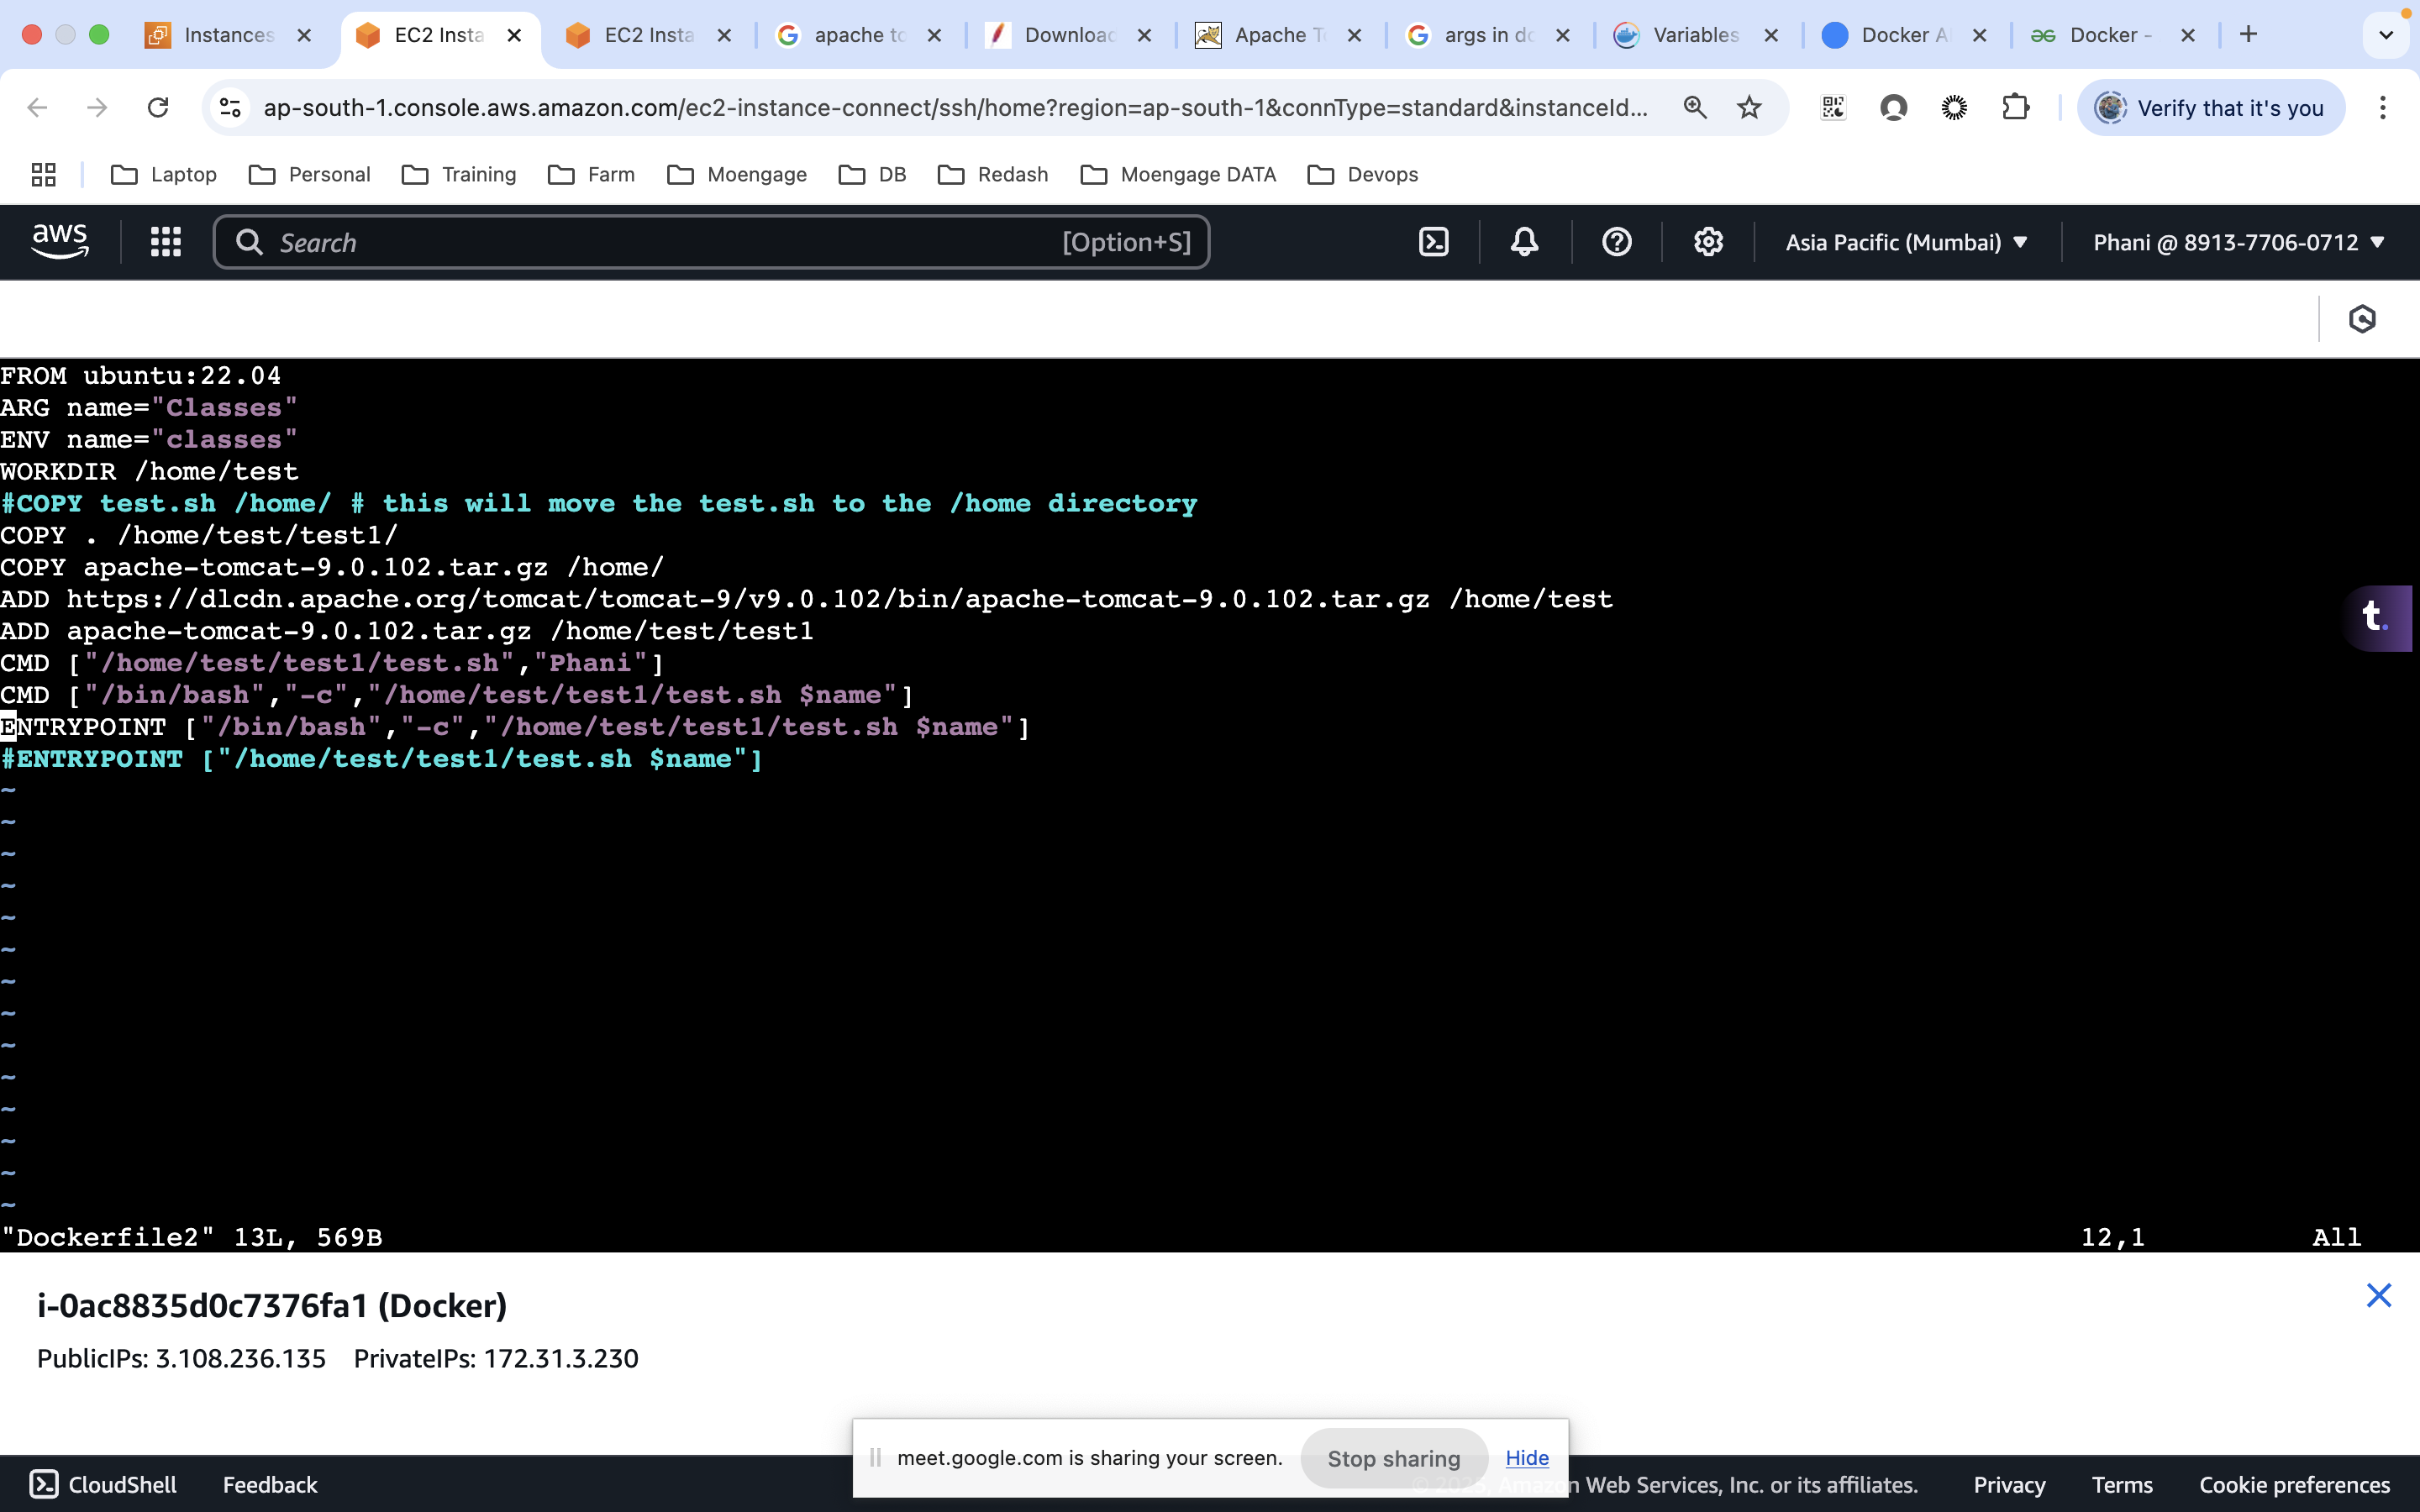 Instances
EC2 Insta
EC2 Insta
apache to
Download
Apache T
args in do
Variables
Docker A
Docker -
ap-south-1.console.aws.amazon.com/ec2-instance-connect/ssh/home?region=ap-south-1&connType=standard&instanceId...
Verify that it's you
Laptop
Personal
Training
Farm
Moengage
DB
Redash
Moengage DATA
Devops
aws
Search
[Option+S]
Asia Pacific (Mumbai)
Phani @ 8913-7706-0712
FROM ubuntu:22.04
ARG name="Classes"
ENV name="classes"
WORKDIR /home/test
#COPY test.sh /home/ # this will move the test.sh to the /home directory
COPY . /home/test/test1/
COPY apache-tomcat-9.0.102.tar.gz /home/
ADD https://dlcdn.apache.org/tomcat/tomcat-9/v9.0.102/bin/apache-tomcat-9.0.102.tar.gz /home/test
ADD apache-tomcat-9.0.102.tar.gz /home/test/test1
CMD ["/home/test/test1/test.sh","Phani"]
CMD ["/bin/bash","-c","/home/test/test1/test.sh $name"]
ENTRYPOINT ["/bin/bash","-c","/home/test/test1/test.sh $name"]
#ENTRYPOINT ["/home/test/test1/test.sh $name"]
~
~
~
~
~
~
~
~
~
~
~
~
~
~
t.
"Dockerfile2" 13L, 569B
12,1
All
i-0ac8835d0c7376fa1 (Docker)
PublicIPs: 3.108.236.135 PrivateIPs: 172.31.3.230
meet.google.com is sharing your screen.
Stop sharing
Hide
CloudShell
Feedback
© 2025, Amazon Web Services, Inc. or its affiliates.
Privacy
Terms
Cookie preferences